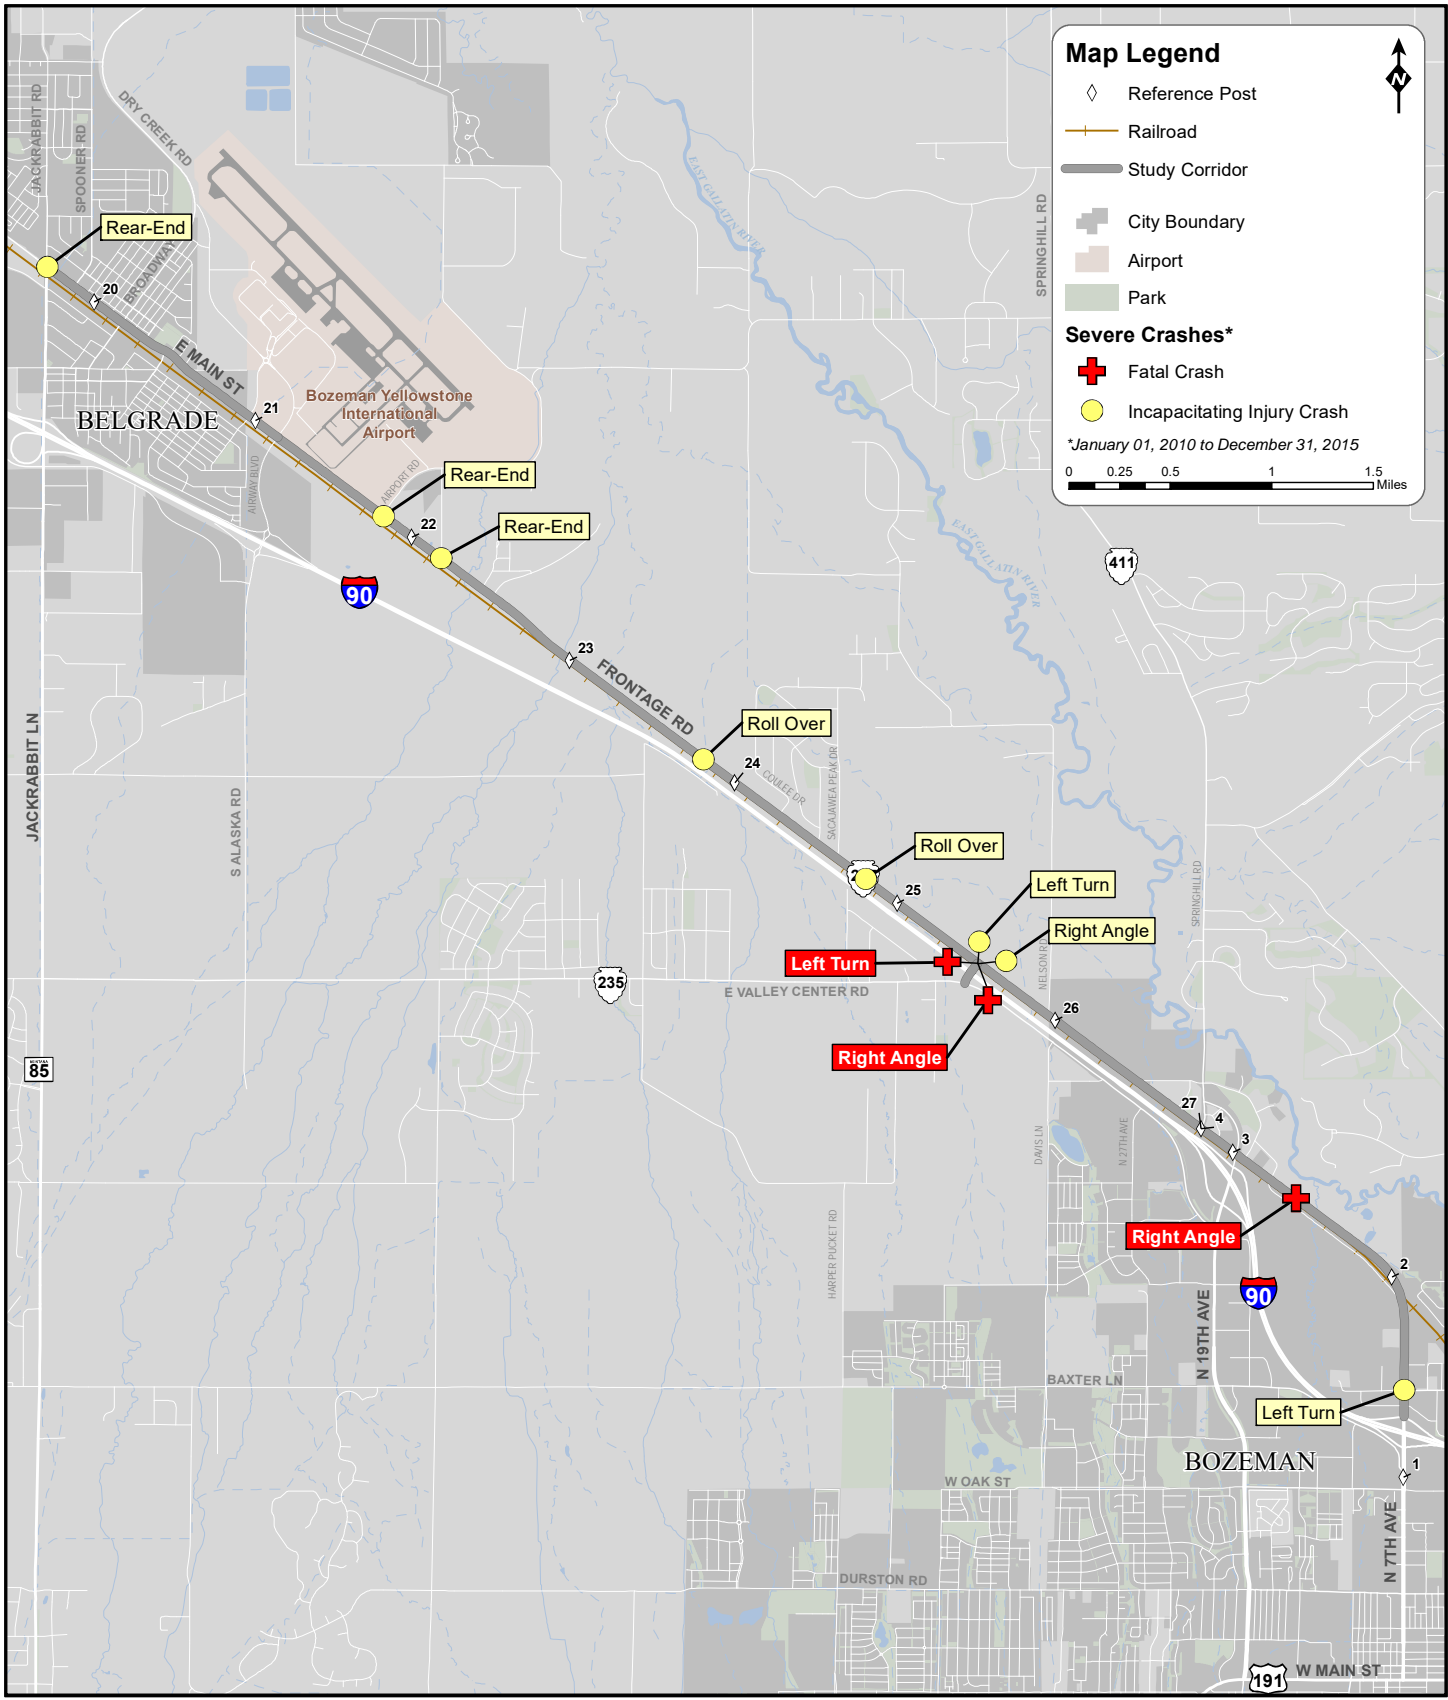 Map Legend
N
Reference Post
Railroad
Study Corridor
City Boundary
Airport
Park
Severe Crashes*
Fatal Crash
Incapacitating Injury Crash
*January 01, 2010 to December 31, 2015
0 0.25 0.5 1 1.5
Miles
JACKRABBIT RD
SPOONER RD
DRY CREEK RD
BROADWAY
Rear-End
20
E MAIN ST
21
BELGRADE
Bozeman Yellowstone
International
Airport
AIRWAY BLVD
AIRPORT RD
Rear-End
22
Rear-End
90
EAST GALLATIN RIVER
SPRINGHILL RD
EAST GALLATIN RIVER
411
23
FRONTAGE RD
Roll Over
24
COULEE DR
SACAJAWEA PEAK DR
JACKRABBIT LN
S ALASKA RD
Roll Over
2
25
Left Turn
Right Angle
SPRINGHILL RD
NELSON RD
Left Turn
235
E VALLEY CENTER RD
26
Right Angle
MONTANA
85
27
4
3
DAVIS LN
N 27TH AVE
HARPER PUCKET RD
Right Angle
2
90
N 19TH AVE
BAXTER LN
Left Turn
BOZEMAN
1
W OAK ST
N 7TH AVE
DURSTON RD
W MAIN ST
191